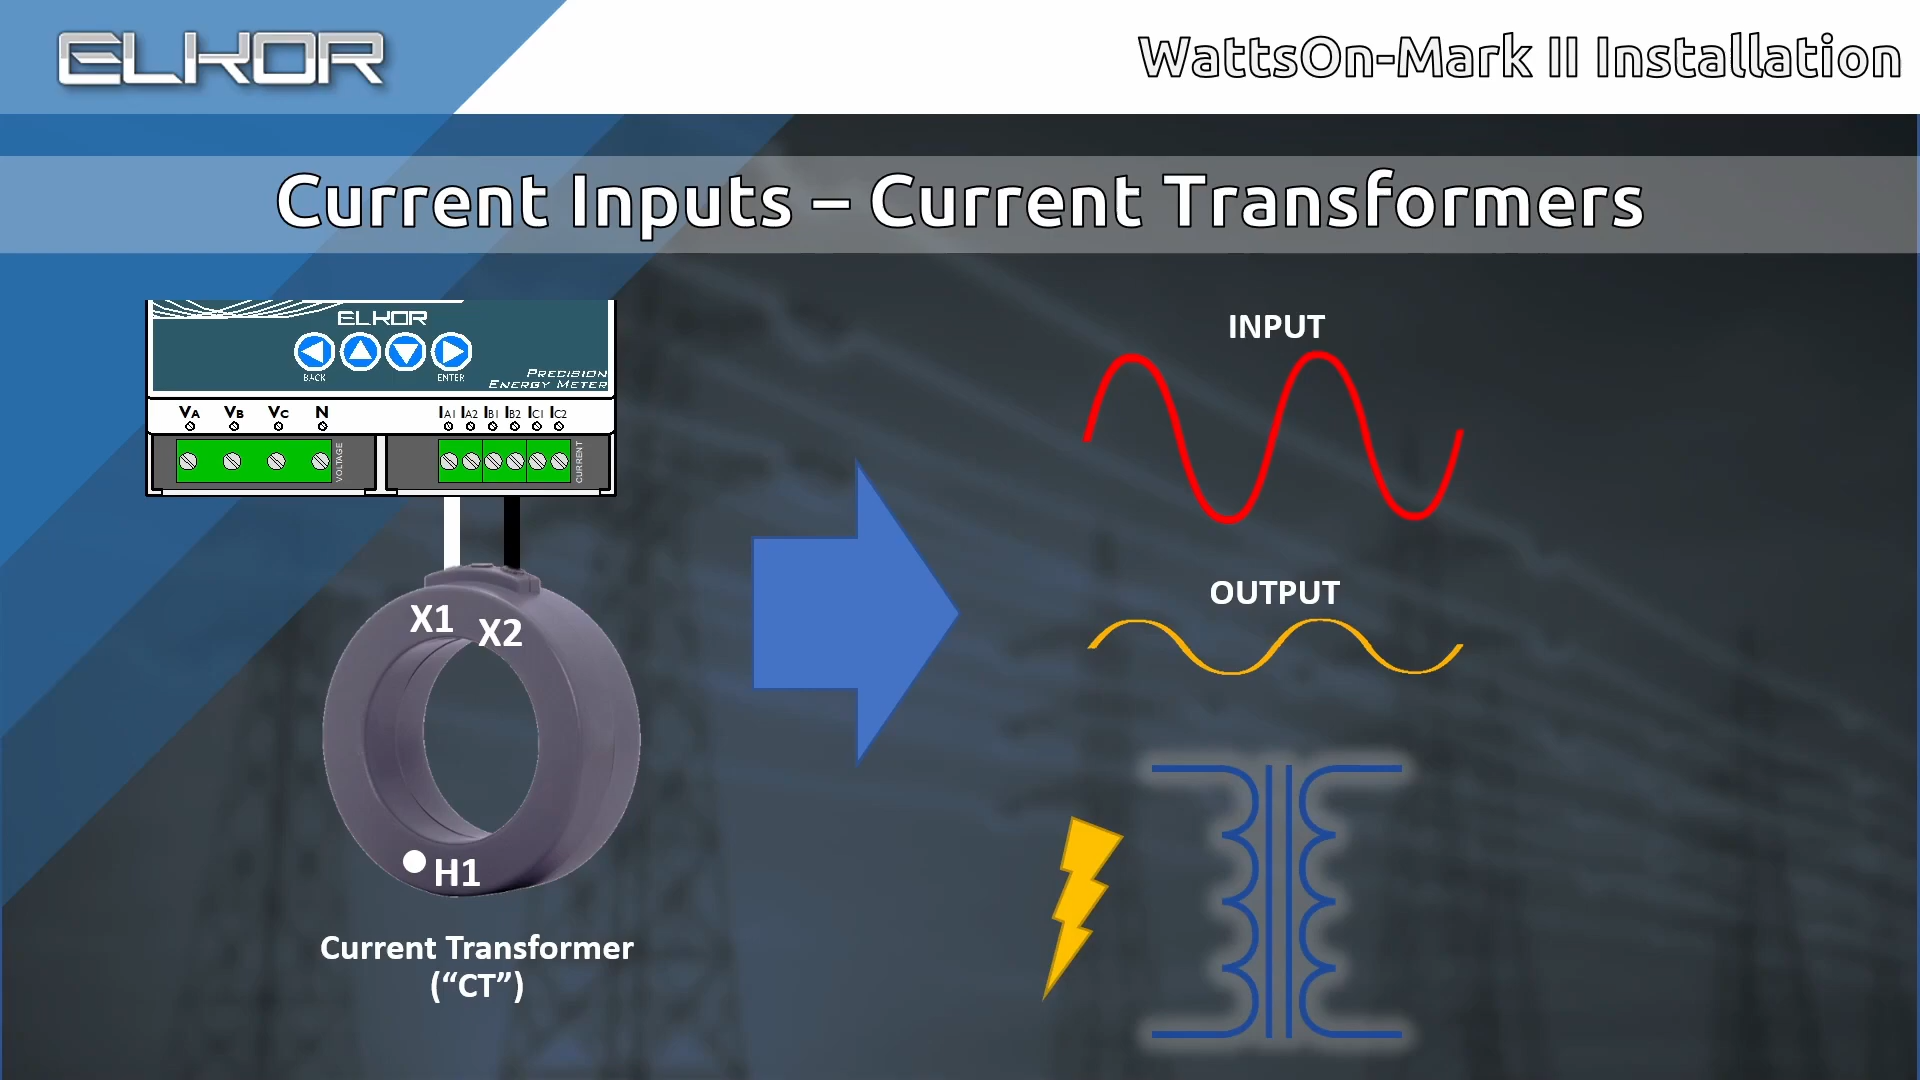 ELKOR
WattsOn-Mark II Installation
Current Inputs – Current Transformers
ELKOR
BACK
ENTER
PRECISION
ENERGY METER
VA VB VC N
IA1 IA2 IB1 IB2 IC1 IC2
VOLTAGE
CURRENT
X1 X2
H1
Current Transformer
(“CT”)
INPUT
OUTPUT